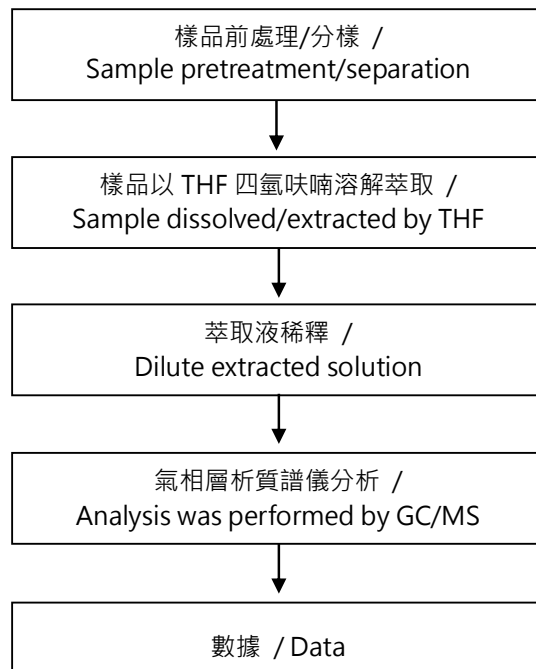 樣品前處理/分樣 /
Sample pretreatment/separation
樣品以 THF 四氫呋喃溶解萃取 /
Sample dissolved/extracted by THF
萃取液稀釋 /
Dilute extracted solution
氣相層析質譜儀分析 /
Analysis was performed by GC/MS
數據 / Data